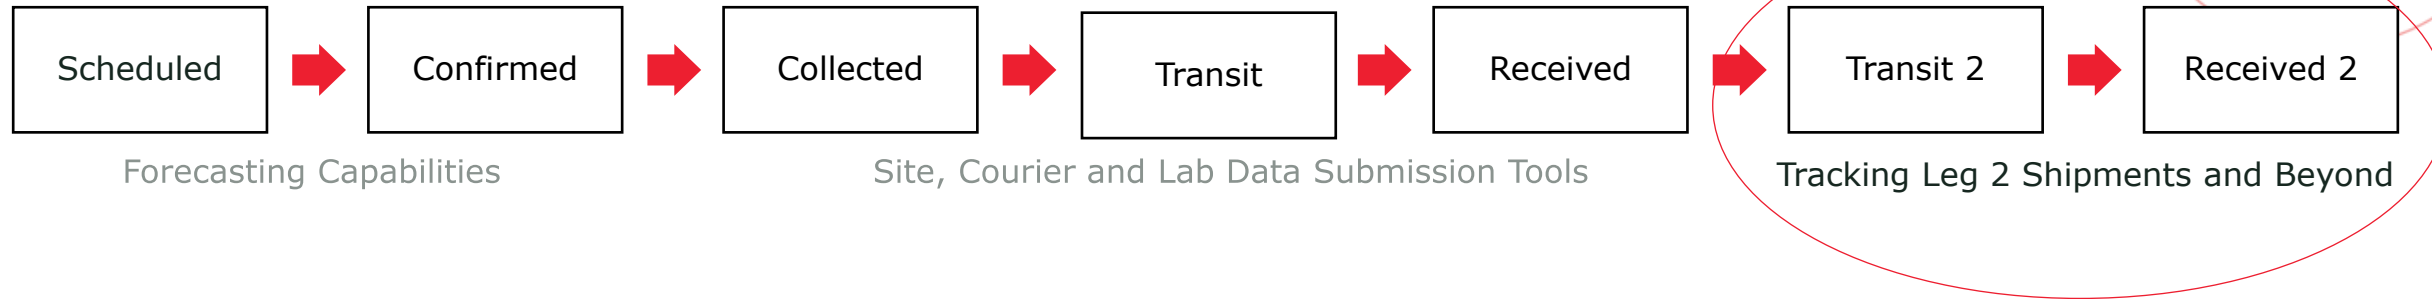 Scheduled
Confirmed
Collected
Transit
Received
Transit 2
Received 2
Forecasting Capabilities
Site, Courier and Lab Data Submission Tools
Tracking Leg 2 Shipments and Beyond